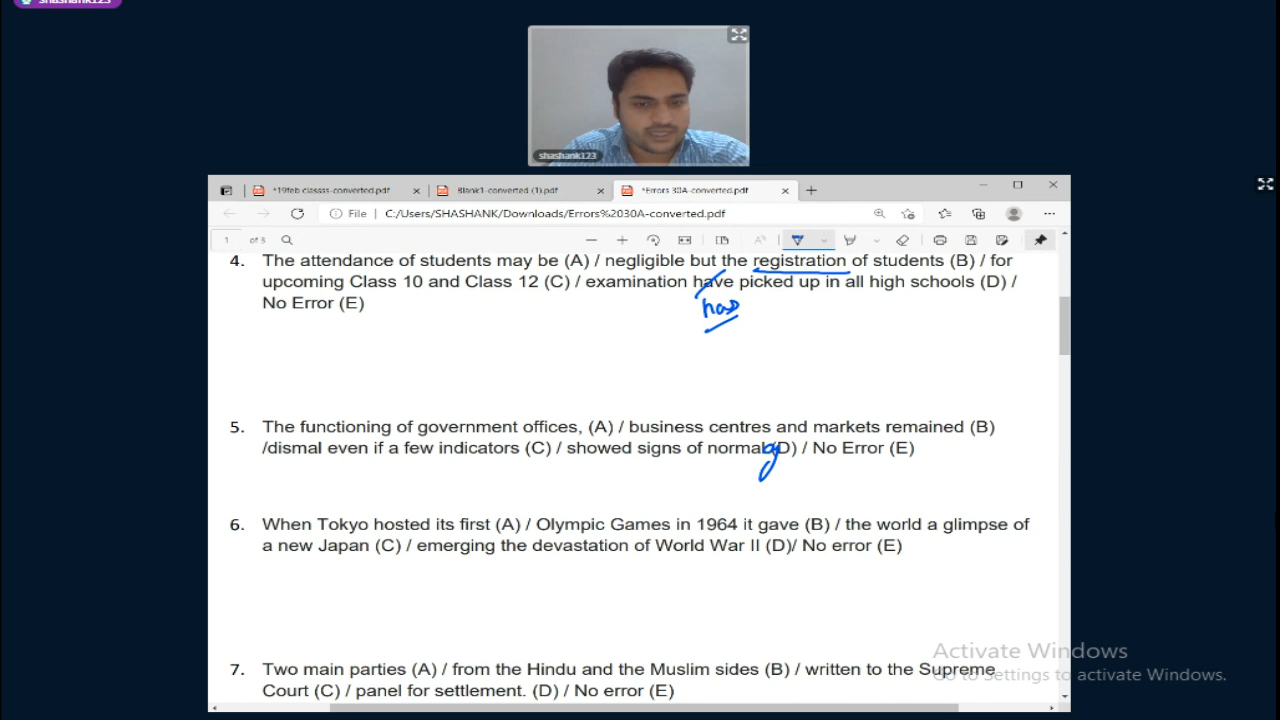 shashank123
shashank123
*19feb classss-converted.pdf
Blank1-converted (1).pdf
*Errors 30A-converted.pdf
File | C:/Users/SHASHANK/Downloads/Errors%2030A-converted.pdf
1 of 3
4. The attendance of students may be (A) / negligible but the registration of students (B) / for
upcoming Class 10 and Class 12 (C) / examination have picked up in all high schools (D) /
No Error (E)
has
5. The functioning of government offices, (A) / business centres and markets remained (B)
/dismal even if a few indicators (C) / showed signs of normal (D) / No Error (E)
6. When Tokyo hosted its first (A) / Olympic Games in 1964 it gave (B) / the world a glimpse of
a new Japan (C) / emerging the devastation of World War II (D)/ No error (E)
7. Two main parties (A) / from the Hindu and the Muslim sides (B) / written to the Supreme
Court (C) / panel for settlement. (D) / No error (E)
Activate Windows
Go to Settings to activate Windows.